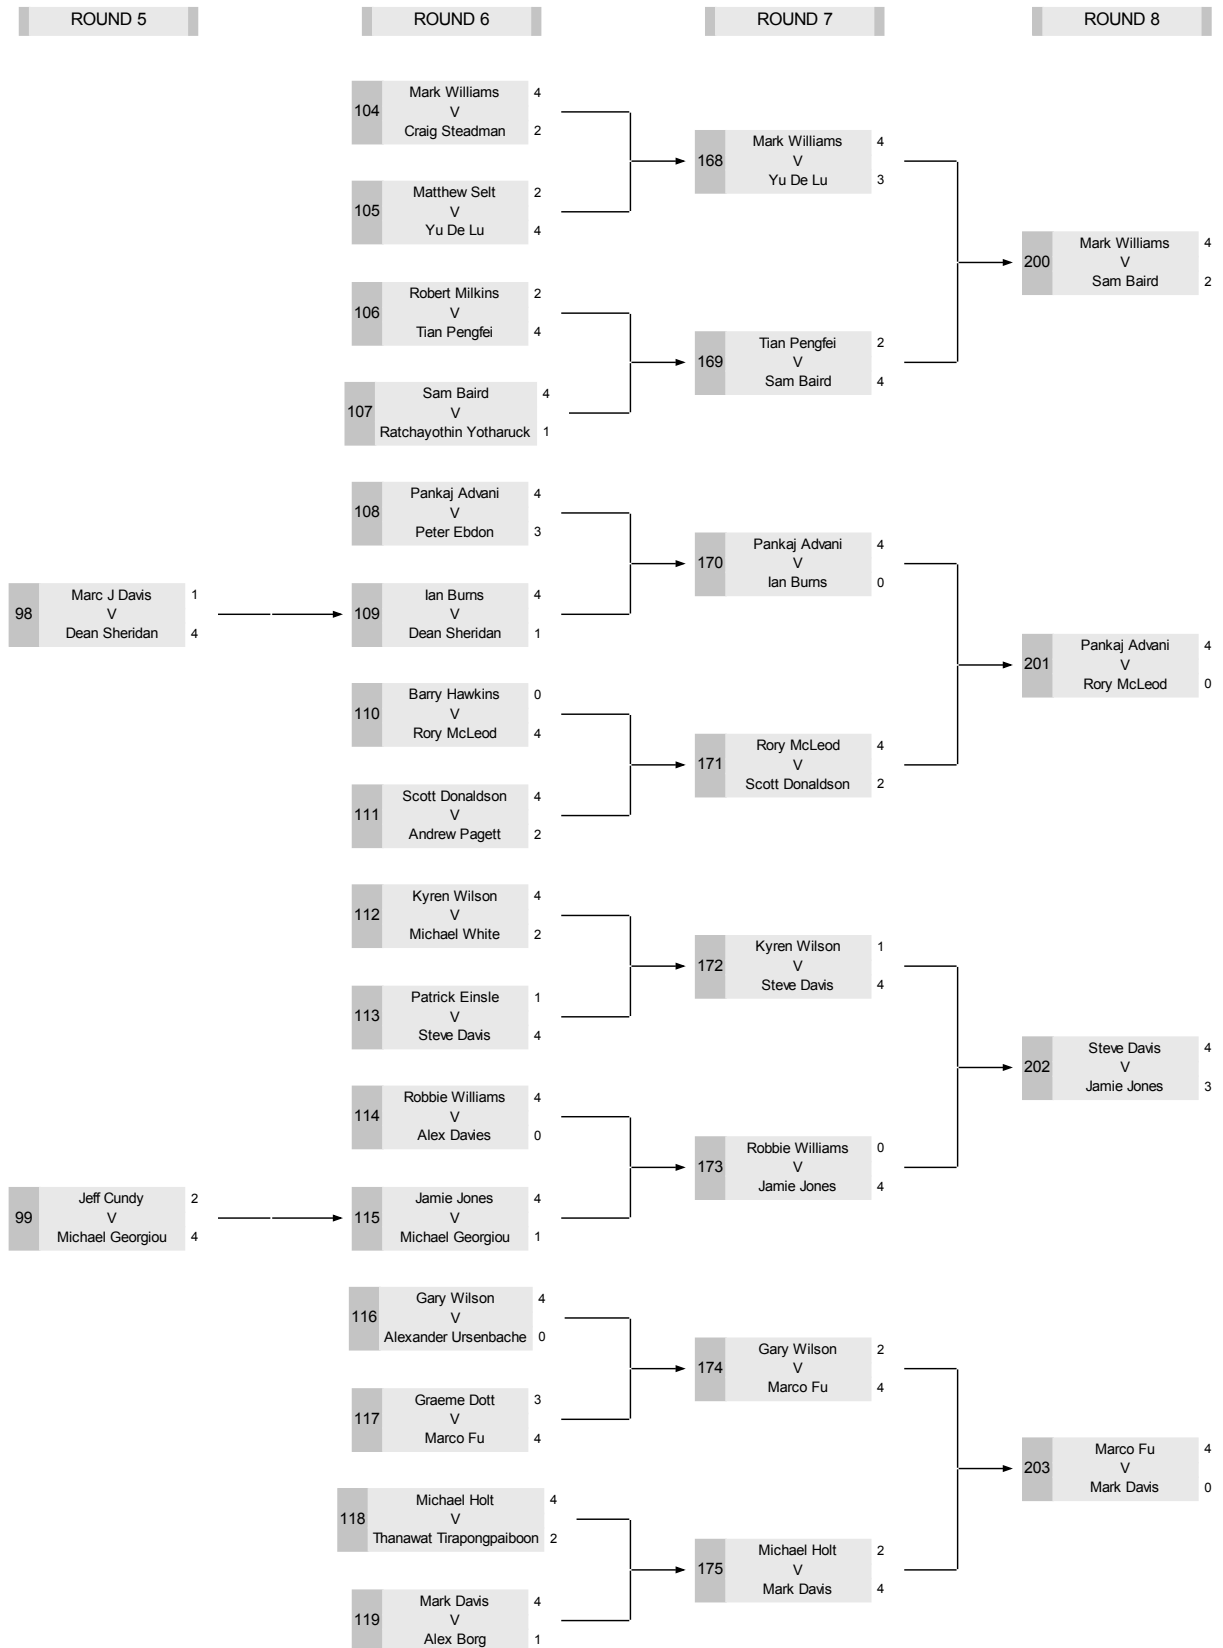 ROUND 5
ROUND 6
ROUND 7
ROUND 8
104
Mark Williams 4
V
Craig Steadman 2
105
Matthew Selt 2
V
Yu De Lu 4
106
Robert Milkins 2
V
Tian Pengfei 4
107
Sam Baird 4
V
Ratchayothin Yotharuck 1
108
Pankaj Advani 4
V
Peter Ebdon 3
98
Marc J Davis 1
V
Dean Sheridan 4
109
Ian Burns 4
V
Dean Sheridan 1
110
Barry Hawkins 0
V
Rory McLeod 4
111
Scott Donaldson 4
V
Andrew Pagett 2
112
Kyren Wilson 4
V
Michael White 2
113
Patrick Einsle 1
V
Steve Davis 4
114
Robbie Williams 4
V
Alex Davies 0
99
Jeff Cundy 2
V
Michael Georgiou 4
115
Jamie Jones 4
V
Michael Georgiou 1
116
Gary Wilson 4
V
Alexander Ursenbache 0
117
Graeme Dott 3
V
Marco Fu 4
118
Michael Holt 4
V
Thanawat Tirapongpaiboon 2
119
Mark Davis 4
V
Alex Borg 1
168
Mark Williams 4
V
Yu De Lu 3
169
Tian Pengfei 2
V
Sam Baird 4
170
Pankaj Advani 4
V
Ian Burns 0
171
Rory McLeod 4
V
Scott Donaldson 2
172
Kyren Wilson 1
V
Steve Davis 4
173
Robbie Williams 0
V
Jamie Jones 4
174
Gary Wilson 2
V
Marco Fu 4
175
Michael Holt 2
V
Mark Davis 4
200
Mark Williams 4
V
Sam Baird 2
201
Pankaj Advani 4
V
Rory McLeod 0
202
Steve Davis 4
V
Jamie Jones 3
203
Marco Fu 4
V
Mark Davis 0